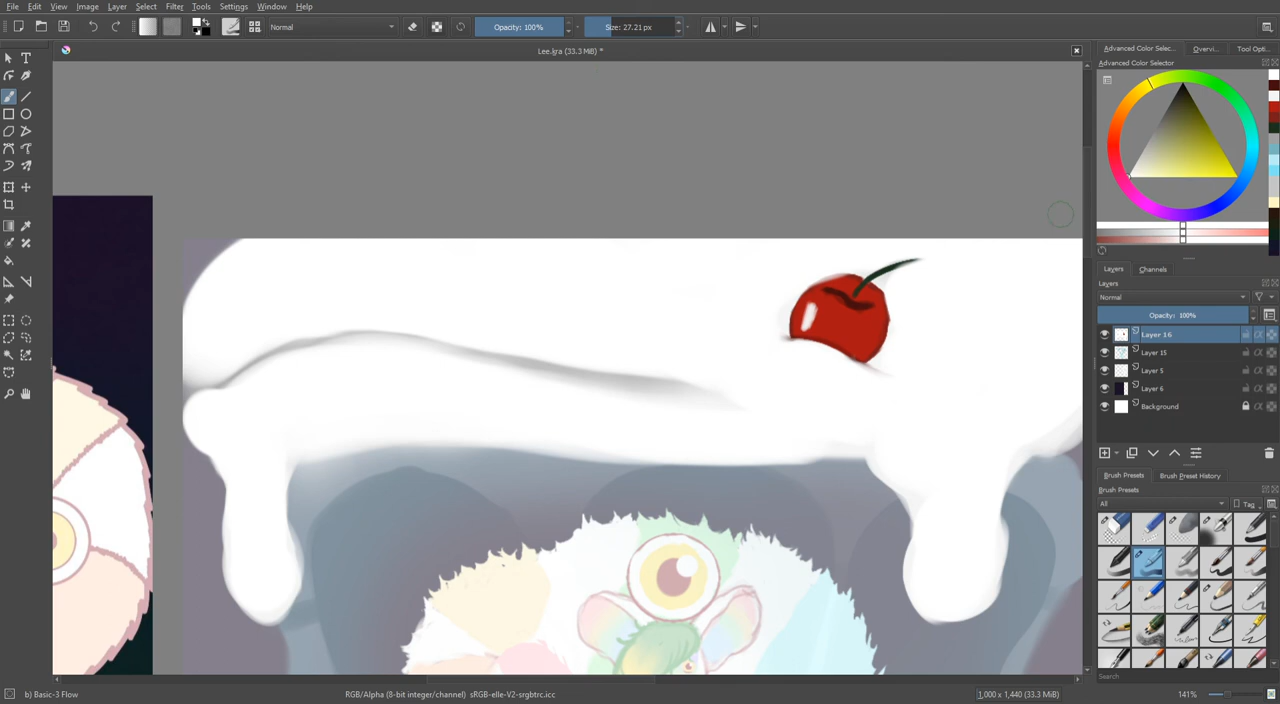 File Edit View Image Layer Select Filter Tools Settings Window Help
Normal Opacity: 100% Size: 27.21 px
Lee.kra (33.3 MiB) *
Advanced Color Selec... Overvi... Tool Opti...
Advanced Color Selector
Layers Channels
Layers
Normal
Opacity: 100%
Layer 16
Layer 15
Layer 5
Layer 6
Background
Brush Presets Brush Preset History
Brush Presets
All Tag
Search
b) Basic-3 Flow RGB/Alpha (8-bit integer/channel) sRGB-elle-V2-srgbtrc.icc 1,000 x 1,440 (33.3 MiB) 141%